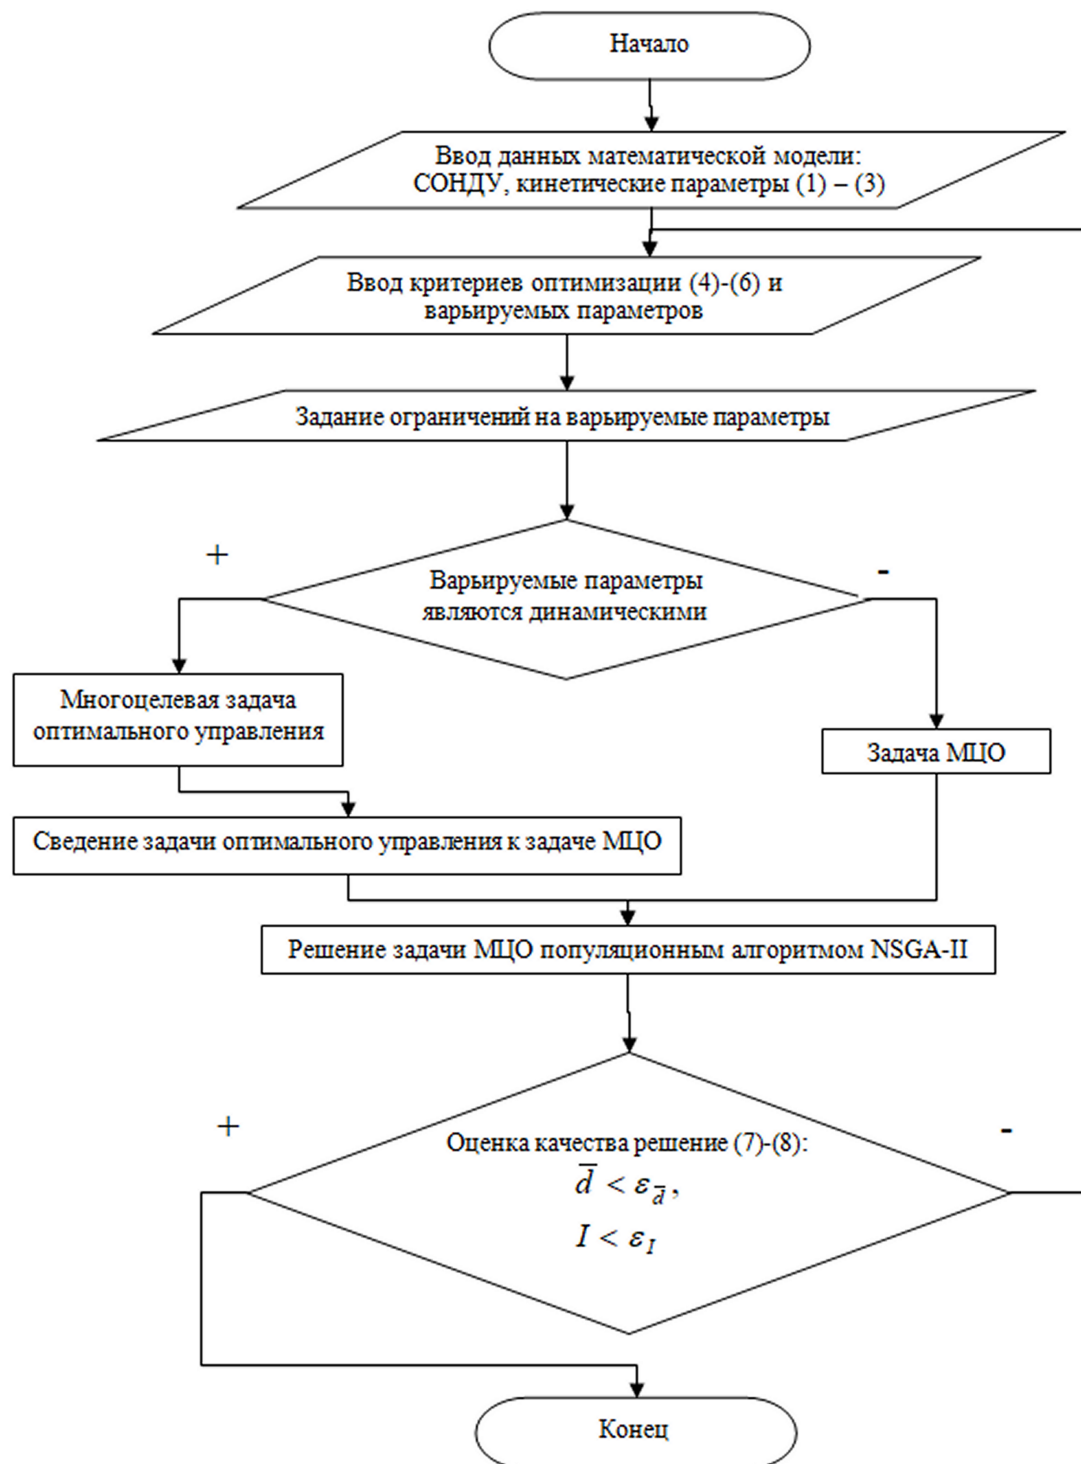 Начало
Ввод данных математической модели:
СОНДУ, кинетические параметры (1) – (3)
Ввод критериев оптимизации (4)-(6) и
варьируемых параметров
Задание ограничений на варьируемые параметры
+
-
Варьируемые параметры
являются динамическими
Многоцелевая задача
оптимального управления
Задача МЦО
Сведение задачи оптимального управления к задаче МЦО
Решение задачи МЦО популяционным алгоритмом NSGA-II
+
-
Оценка качества решение (7)-(8):
d̅ < ε_d̅,
I < ε_I
Конец